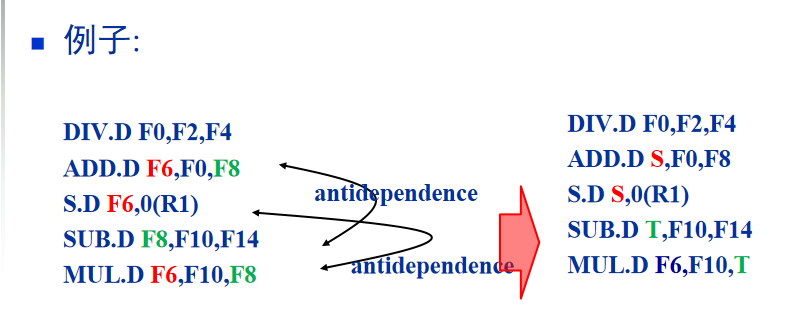 例子:
DIV.D F0,F2,F4
ADD.D F6,F0,F8
S.D F6,0(R1)
SUB.D F8,F10,F14
MUL.D F6,F10,F8
antidependence
antidependence
DIV.D F0,F2,F4
ADD.D S,F0,F8
S.D S,0(R1)
SUB.D T,F10,F14
MUL.D F6,F10,T